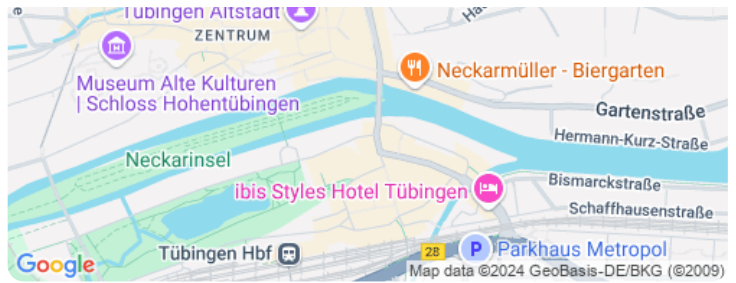 Tübingen Altstadt
ZENTRUM
Museum Alte Kulturen
| Schloss Hohentübingen
Neckarmüller - Biergarten
Gartenstraße
Hermann-Kurz-Straße
Neckarinsel
ibis Styles Hotel Tübingen
Bismarckstraße
Schaffhausenstraße
Tübingen Hbf
28
P
Parkhaus Metropol
Google
Map data ©2024 GeoBasis-DE/BKG (©2009)